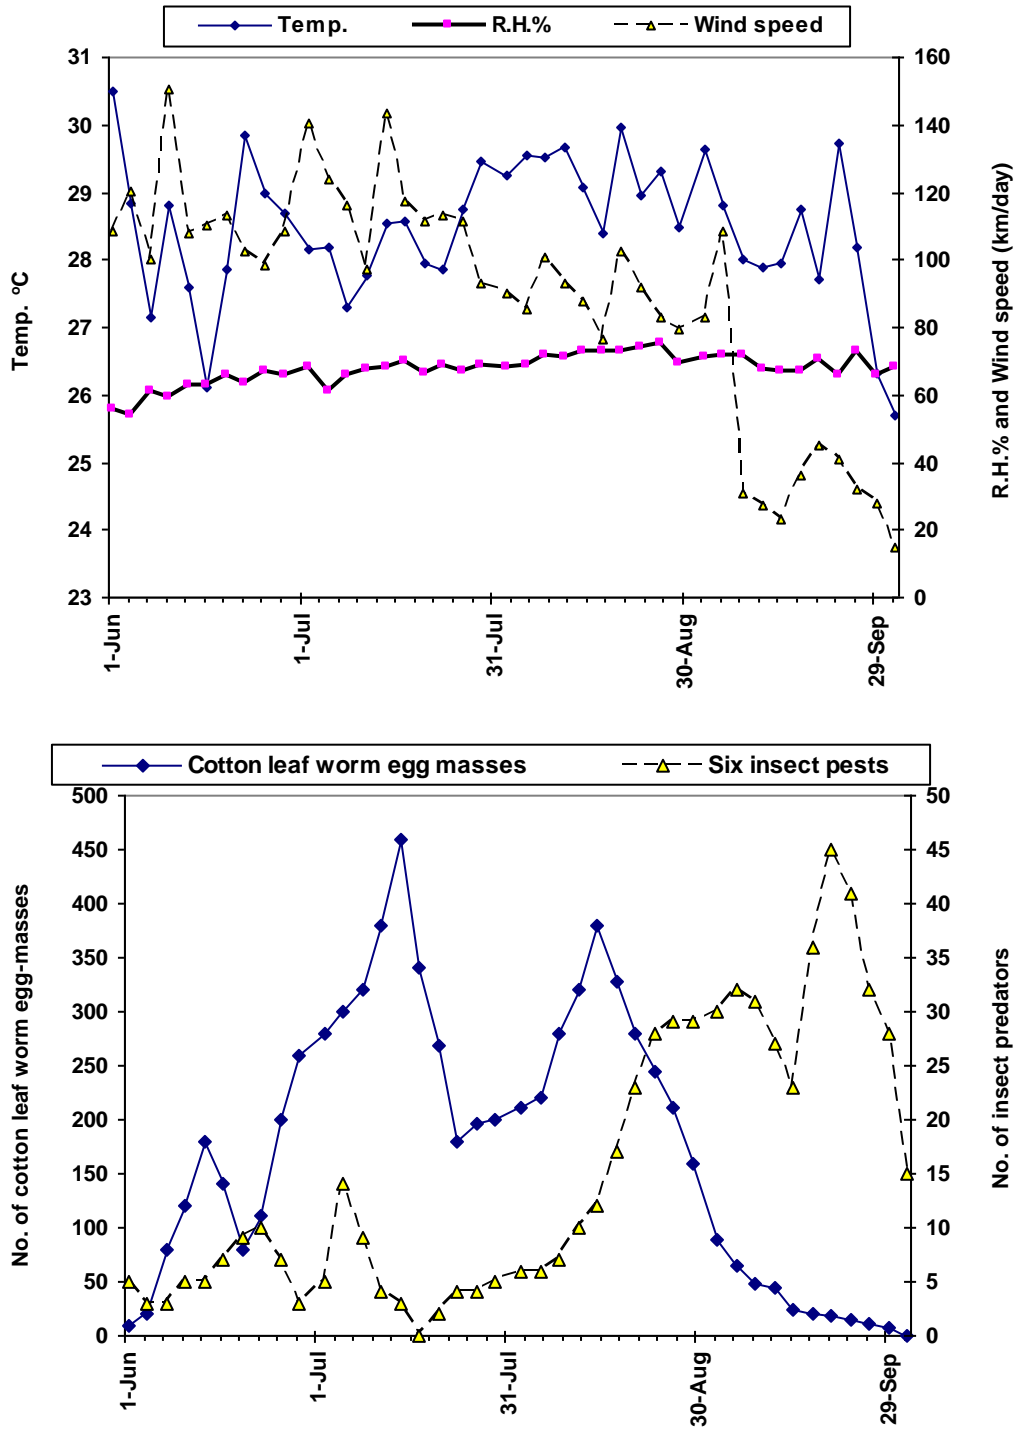 Temp. R.H.% Wind speed
31
30
29
28
27
26
25
24
23
160
140
120
100
80
60
40
20
0
Temp. ºC
R.H.% and Wind speed (km/day)
1-Jun
1-Jul
31-Jul
30-Aug
29-Sep
Cotton leaf worm egg masses Six insect pests
500
450
400
350
300
250
200
150
100
50
0
50
45
40
35
30
25
20
15
10
5
0
No. of cotton leaf worm egg-masses
No. of insect predators
1-Jun
1-Jul
31-Jul
30-Aug
29-Sep